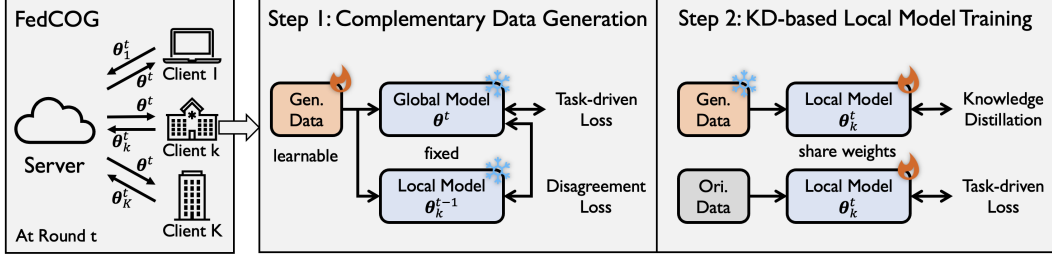 FedCOG
θ₁ᵗ
θᵗ
Client 1
θᵗ
θₖᵗ
Client k
Server
θᵗ
θ_Kᵗ
Client K
At Round t
Step 1: Complementary Data Generation
Gen.
Data
learnable
Global Model
θᵗ
fixed
Local Model
θₖᵗ⁻¹
Task-driven
Loss
Disagreement
Loss
Step 2: KD-based Local Model Training
Gen.
Data
Local Model
θₖᵗ
Knowledge
Distillation
share weights
Ori.
Data
Local Model
θₖᵗ
Task-driven
Loss